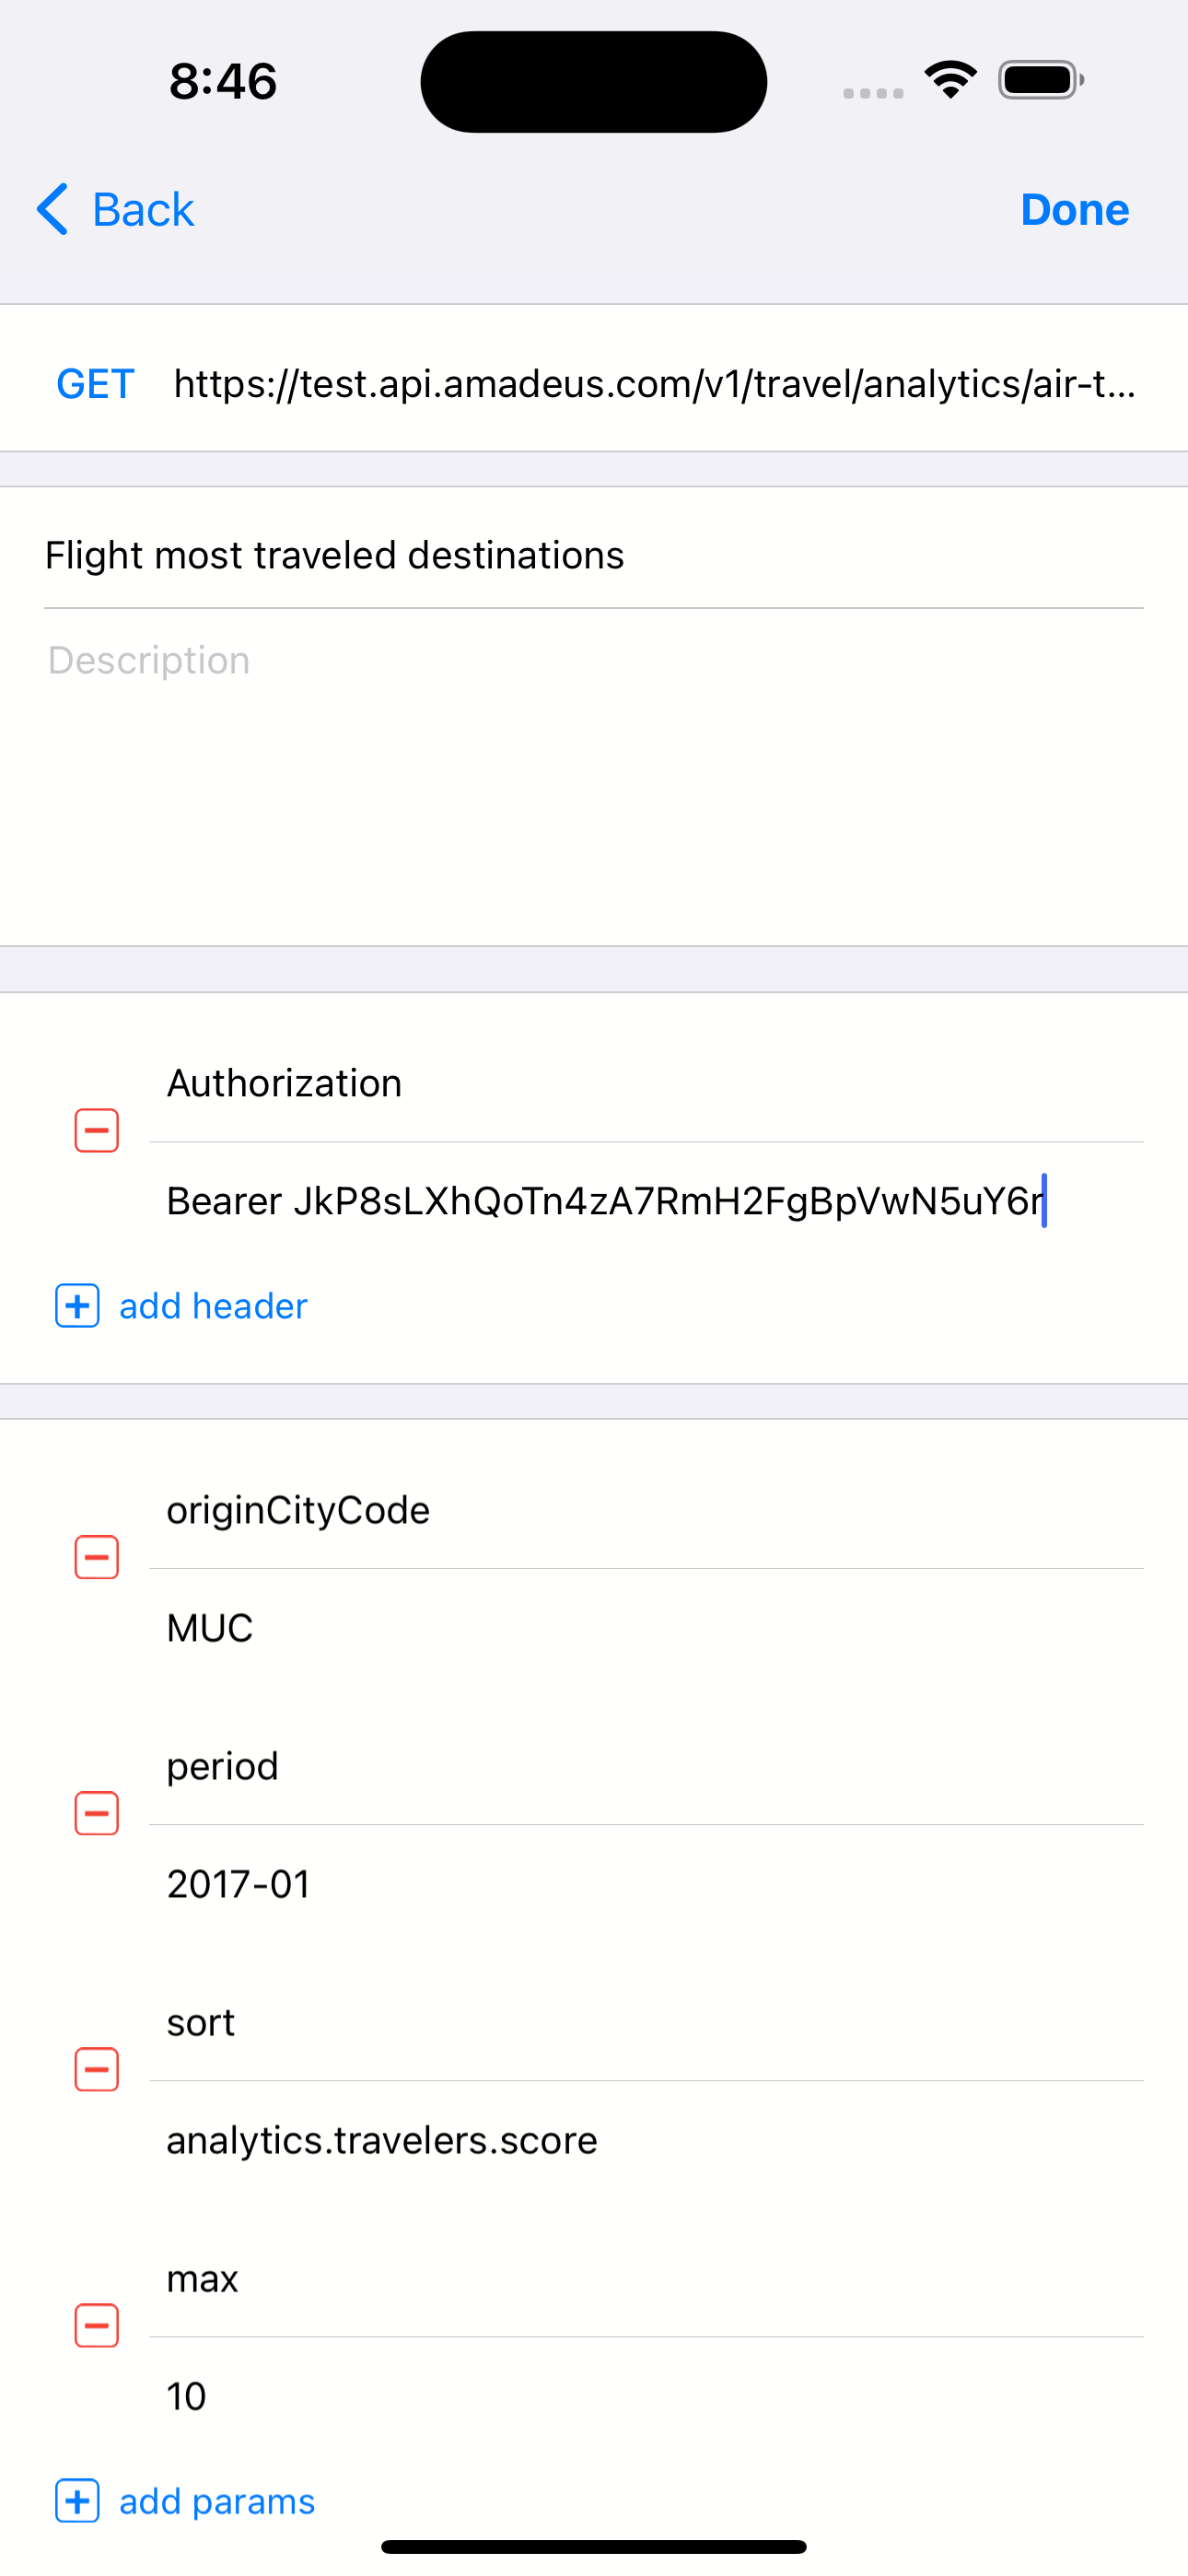 8:46
Back
Done
GET https://test.api.amadeus.com/v1/travel/analytics/air-t...
Flight most traveled destinations
Description
Authorization
Bearer JkP8sLXhQoTn4zA7RmH2FgBpVwN5uY6r
add header
originCityCode
MUC
period
2017-01
sort
analytics.travelers.score
max
10
add params